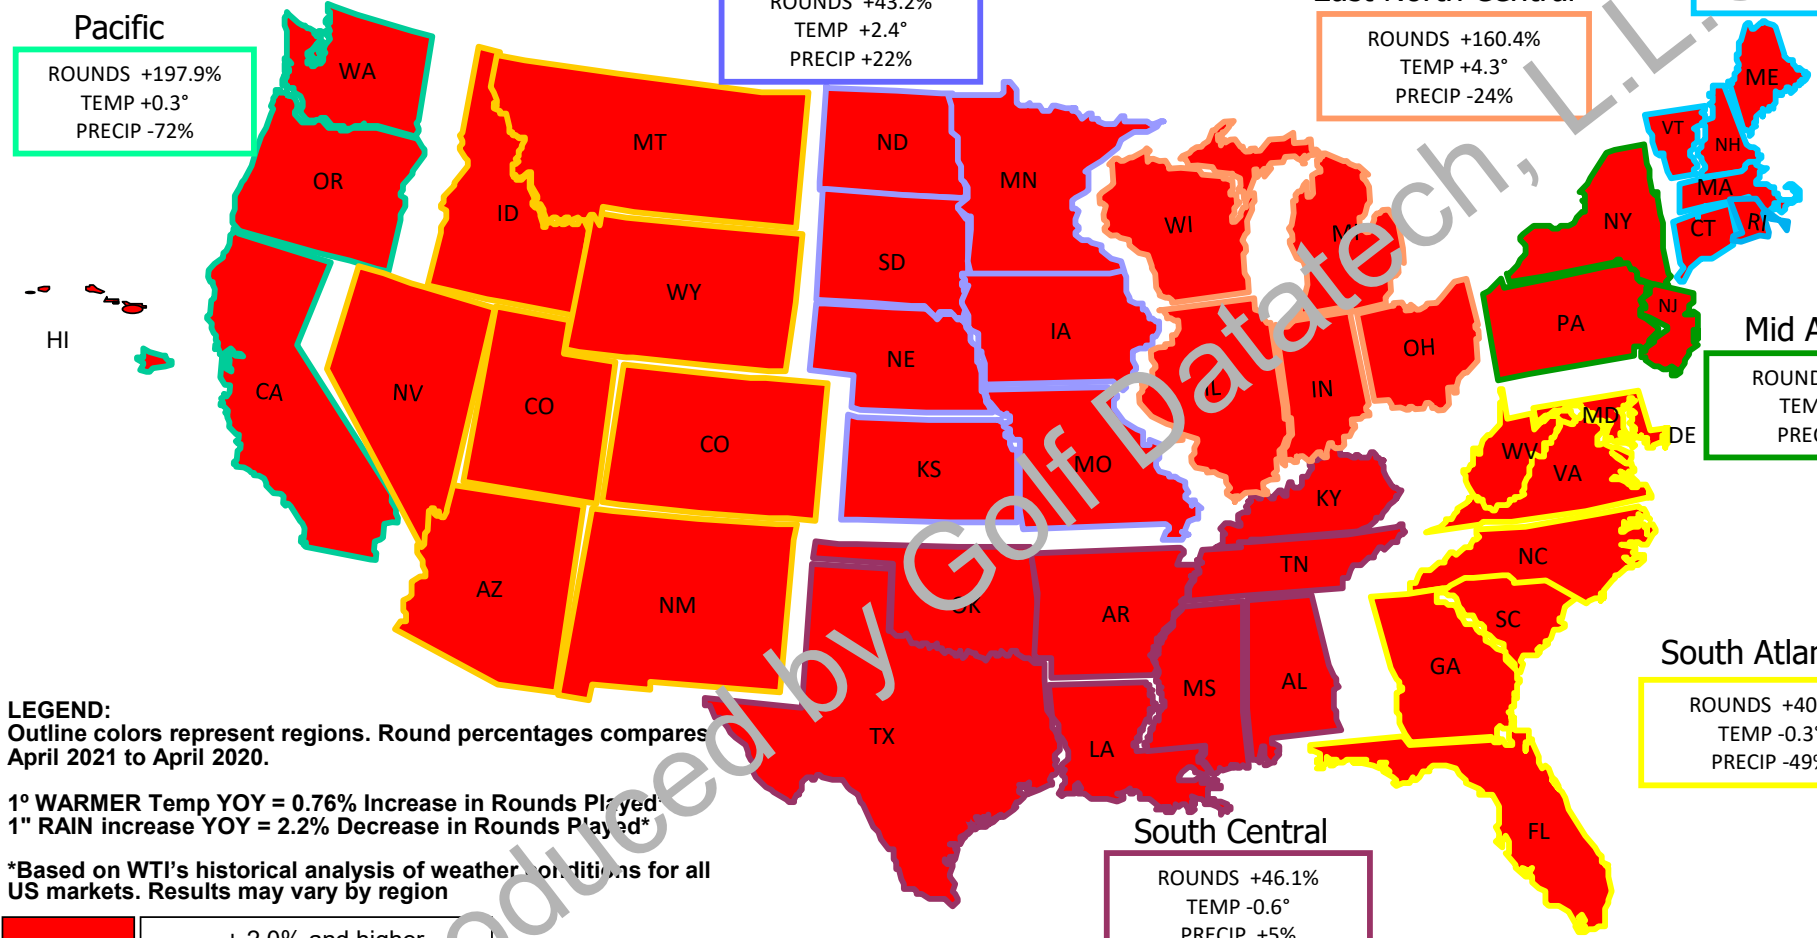 Pacific
ROUNDS +197.9%
TEMP +0.3°
PRECIP -72%
ROUNDS +43.2%
TEMP +2.4°
PRECIP +22%
East North Central
ROUNDS +160.4%
TEMP +4.3°
PRECIP -24%
WA
OR
CA
HI
MT
ID
WY
NV
CO
CO
AZ
NM
ND
SD
NE
KS
MN
IA
MO
WI
MI
IL
IN
OH
ME
VT
NH
MA
CT
RI
NY
PA
NJ
Mid A
ROUND
TEM
PREC
MD
DE
WV
VA
NC
SC
GA
FL
KY
TN
OK
AR
TX
LA
MS
AL
South Atlan
ROUNDS +40
TEMP -0.3°
PRECIP -49%
South Central
ROUNDS +46.1%
TEMP -0.6°
PRECIP +5%
LEGEND:
Outline colors represent regions. Round percentages compares
April 2021 to April 2020.
1º WARMER Temp YOY = 0.76% Increase in Rounds Played*
1" RAIN increase YOY = 2.2% Decrease in Rounds Played*
*Based on WTI's historical analysis of weather conditions for all
US markets. Results may vary by region
+ 2.0% and higher
oduced by Golf Datatech, L.L.C